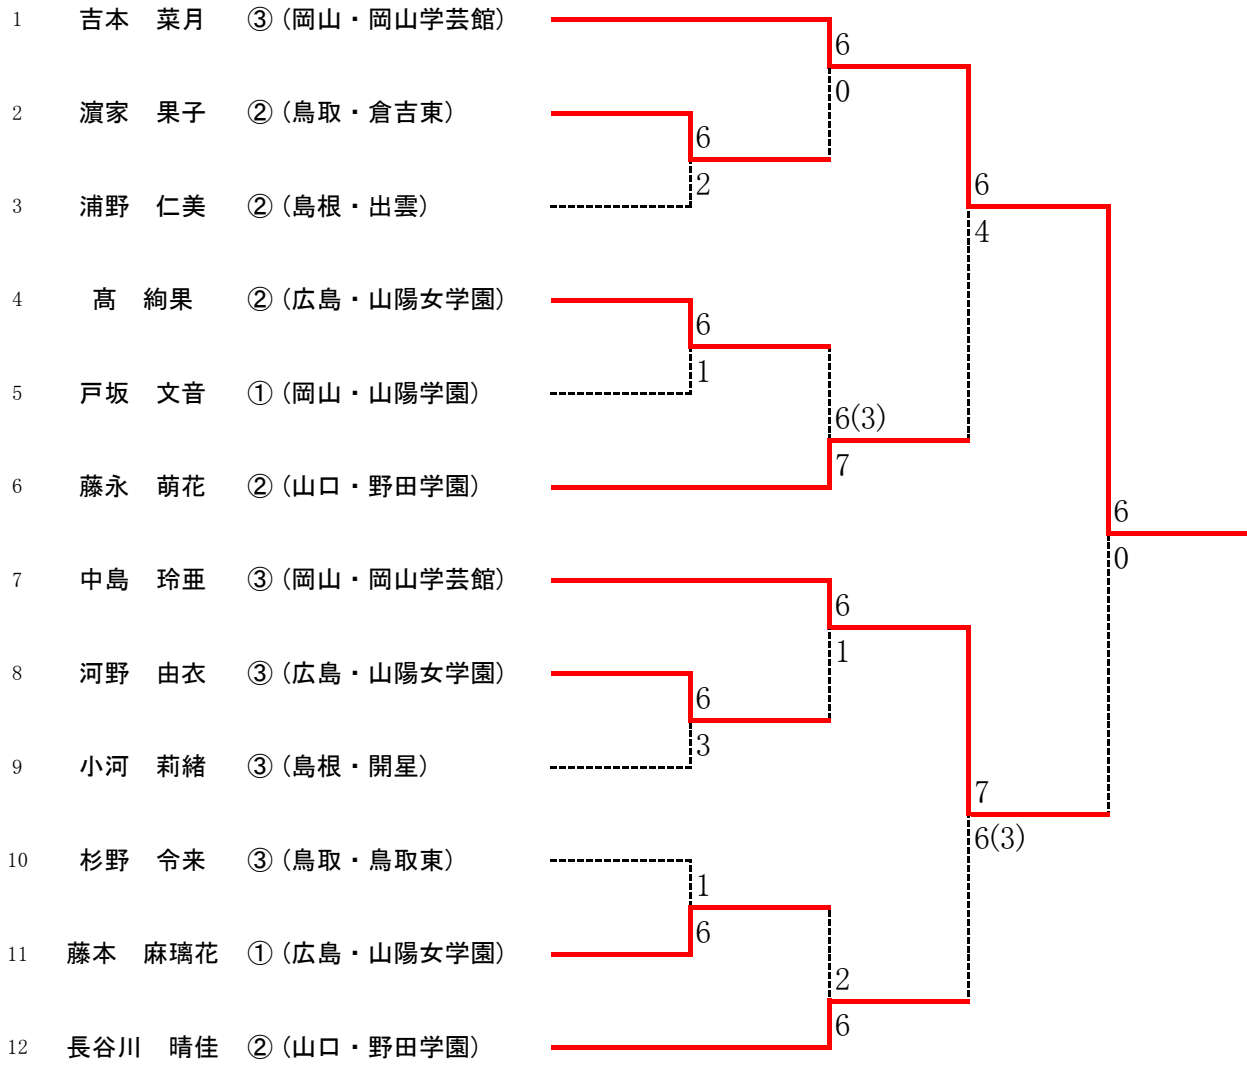 1 吉本 菜月 ③ (岡山・岡山学芸館)
6
0
2 濵家 果子 ② (鳥取・倉吉東)
6
2
3 浦野 仁美 ② (島根・出雲)
6
4
4 髙 絢果 ② (広島・山陽女学園)
6
1
5 戸坂 文音 ① (岡山・山陽学園)
6(3)
7
6 藤永 萌花 ② (山口・野田学園)
6
0
7 中島 玲亜 ③ (岡山・岡山学芸館)
6
1
8 河野 由衣 ③ (広島・山陽女学園)
6
3
9 小河 莉緒 ③ (島根・開星)
7
6(3)
10 杉野 令来 ③ (鳥取・鳥取東)
1
6
11 藤本 麻璃花 ① (広島・山陽女学園)
2
6
12 長谷川 晴佳 ② (山口・野田学園)